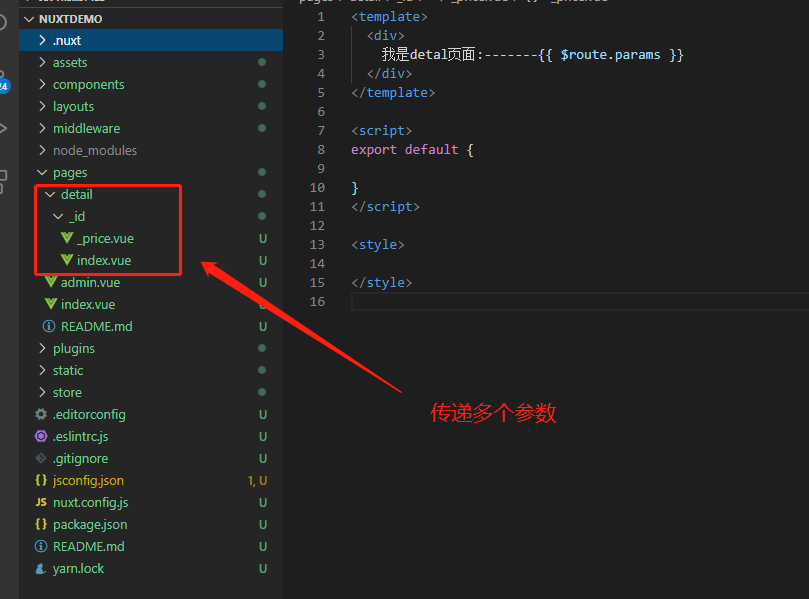 NUXTDEMO
.nuxt
assets
components
layouts
middleware
node_modules
pages
detail
_id
_price.vue U
index.vue U
admin.vue U
index.vue U
README.md U
plugins
static
store
.editorconfig U
.eslintrc.js U
.gitignore U
{} jsconfig.json 1, U
JS nuxt.config.js U
{} package.json U
README.md U
yarn.lock U
24
1 <template>
2 <div>
3 我是detal页面:-------{{ $route.params }}
4 </div>
5 </template>
6
7 <script>
8 export default {
9
10 }
11 </script>
12
13 <style>
14
15 </style>
16
传递多个参数